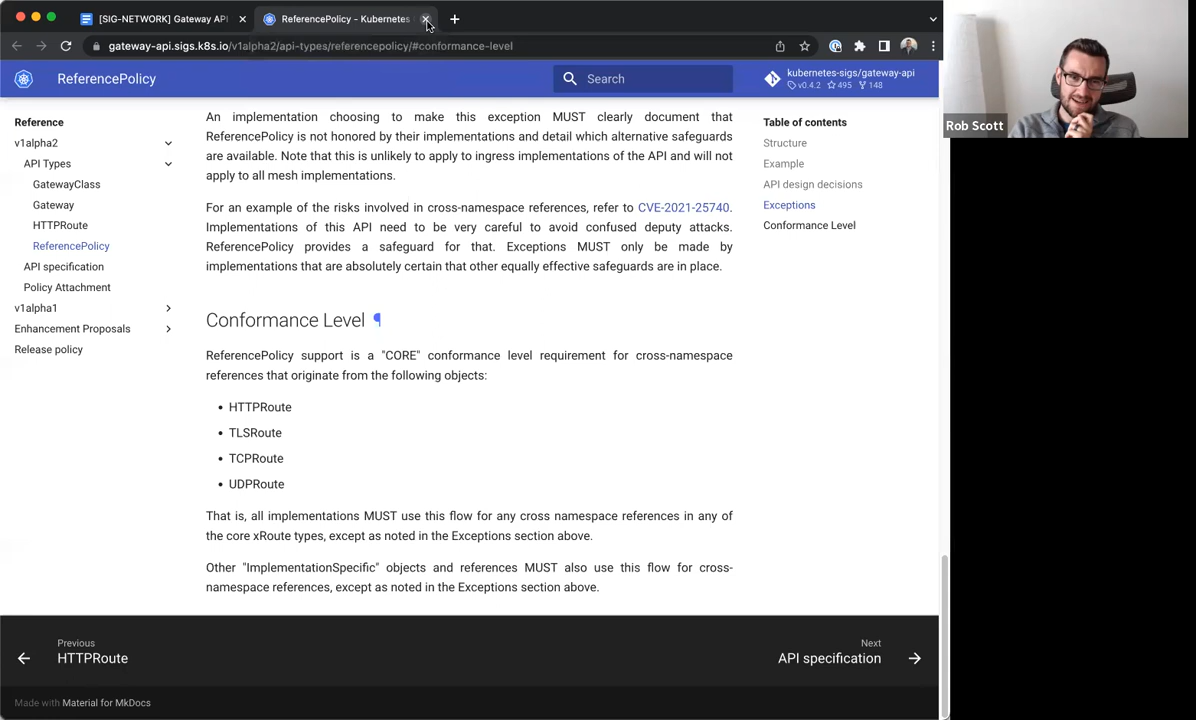 [SIG-NETWORK] Gateway API
ReferencePolicy - Kubernetes
gateway-api.sigs.k8s.io/v1alpha2/api-types/referencepolicy/#conformance-level
ReferencePolicy
Search
kubernetes-sigs/gateway-api
v0.4.2 495 148
Reference
v1alpha2
API Types
GatewayClass
Gateway
HTTPRoute
ReferencePolicy
API specification
Policy Attachment
v1alpha1
Enhancement Proposals
Release policy
An implementation choosing to make this exception MUST clearly document that
ReferencePolicy is not honored by their implementations and detail which alternative safeguards
are available. Note that this is unlikely to apply to ingress implementations of the API and will not
apply to all mesh implementations.
For an example of the risks involved in cross-namespace references, refer to CVE-2021-25740.
Implementations of this API need to be very careful to avoid confused deputy attacks.
ReferencePolicy provides a safeguard for that. Exceptions MUST only be made by
implementations that are absolutely certain that other equally effective safeguards are in place.
Conformance Level ¶
ReferencePolicy support is a "CORE" conformance level requirement for cross-namespace
references that originate from the following objects:
• HTTPRoute
• TLSRoute
• TCPRoute
• UDPRoute
That is, all implementations MUST use this flow for any cross namespace references in any of
the core xRoute types, except as noted in the Exceptions section above.
Other "ImplementationSpecific" objects and references MUST also use this flow for cross-
namespace references, except as noted in the Exceptions section above.
Table of contents
Structure
Example
API design decisions
Exceptions
Conformance Level
Previous
HTTPRoute
Next
API specification
Made with Material for MkDocs
Rob Scott